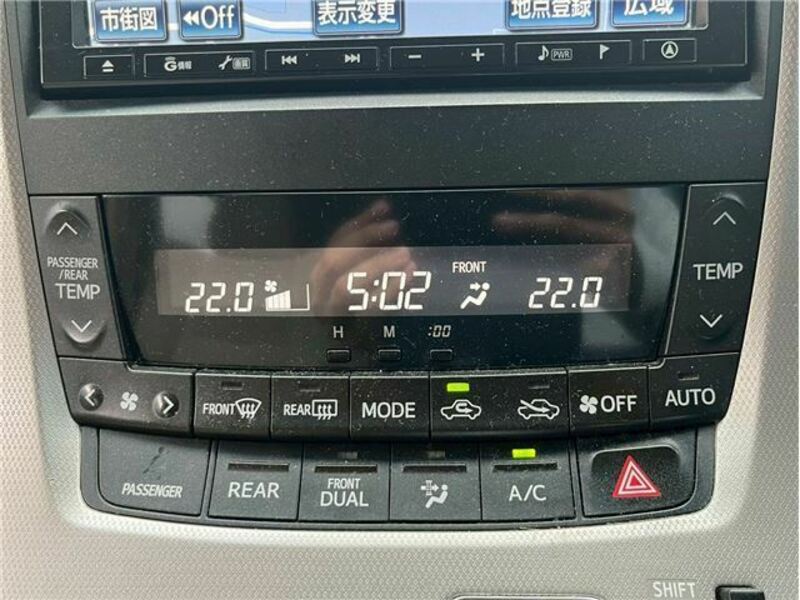 市街図 ◀◀Off 表示変更 地点登録 広域
G情報 画質 − + ♪PWR
PASSENGER
/REAR
TEMP
22.0 5:02 FRONT 22.0
TEMP
H M :00
FRONT REAR MODE OFF AUTO
PASSENGER REAR FRONT
DUAL A/C
SHIFT